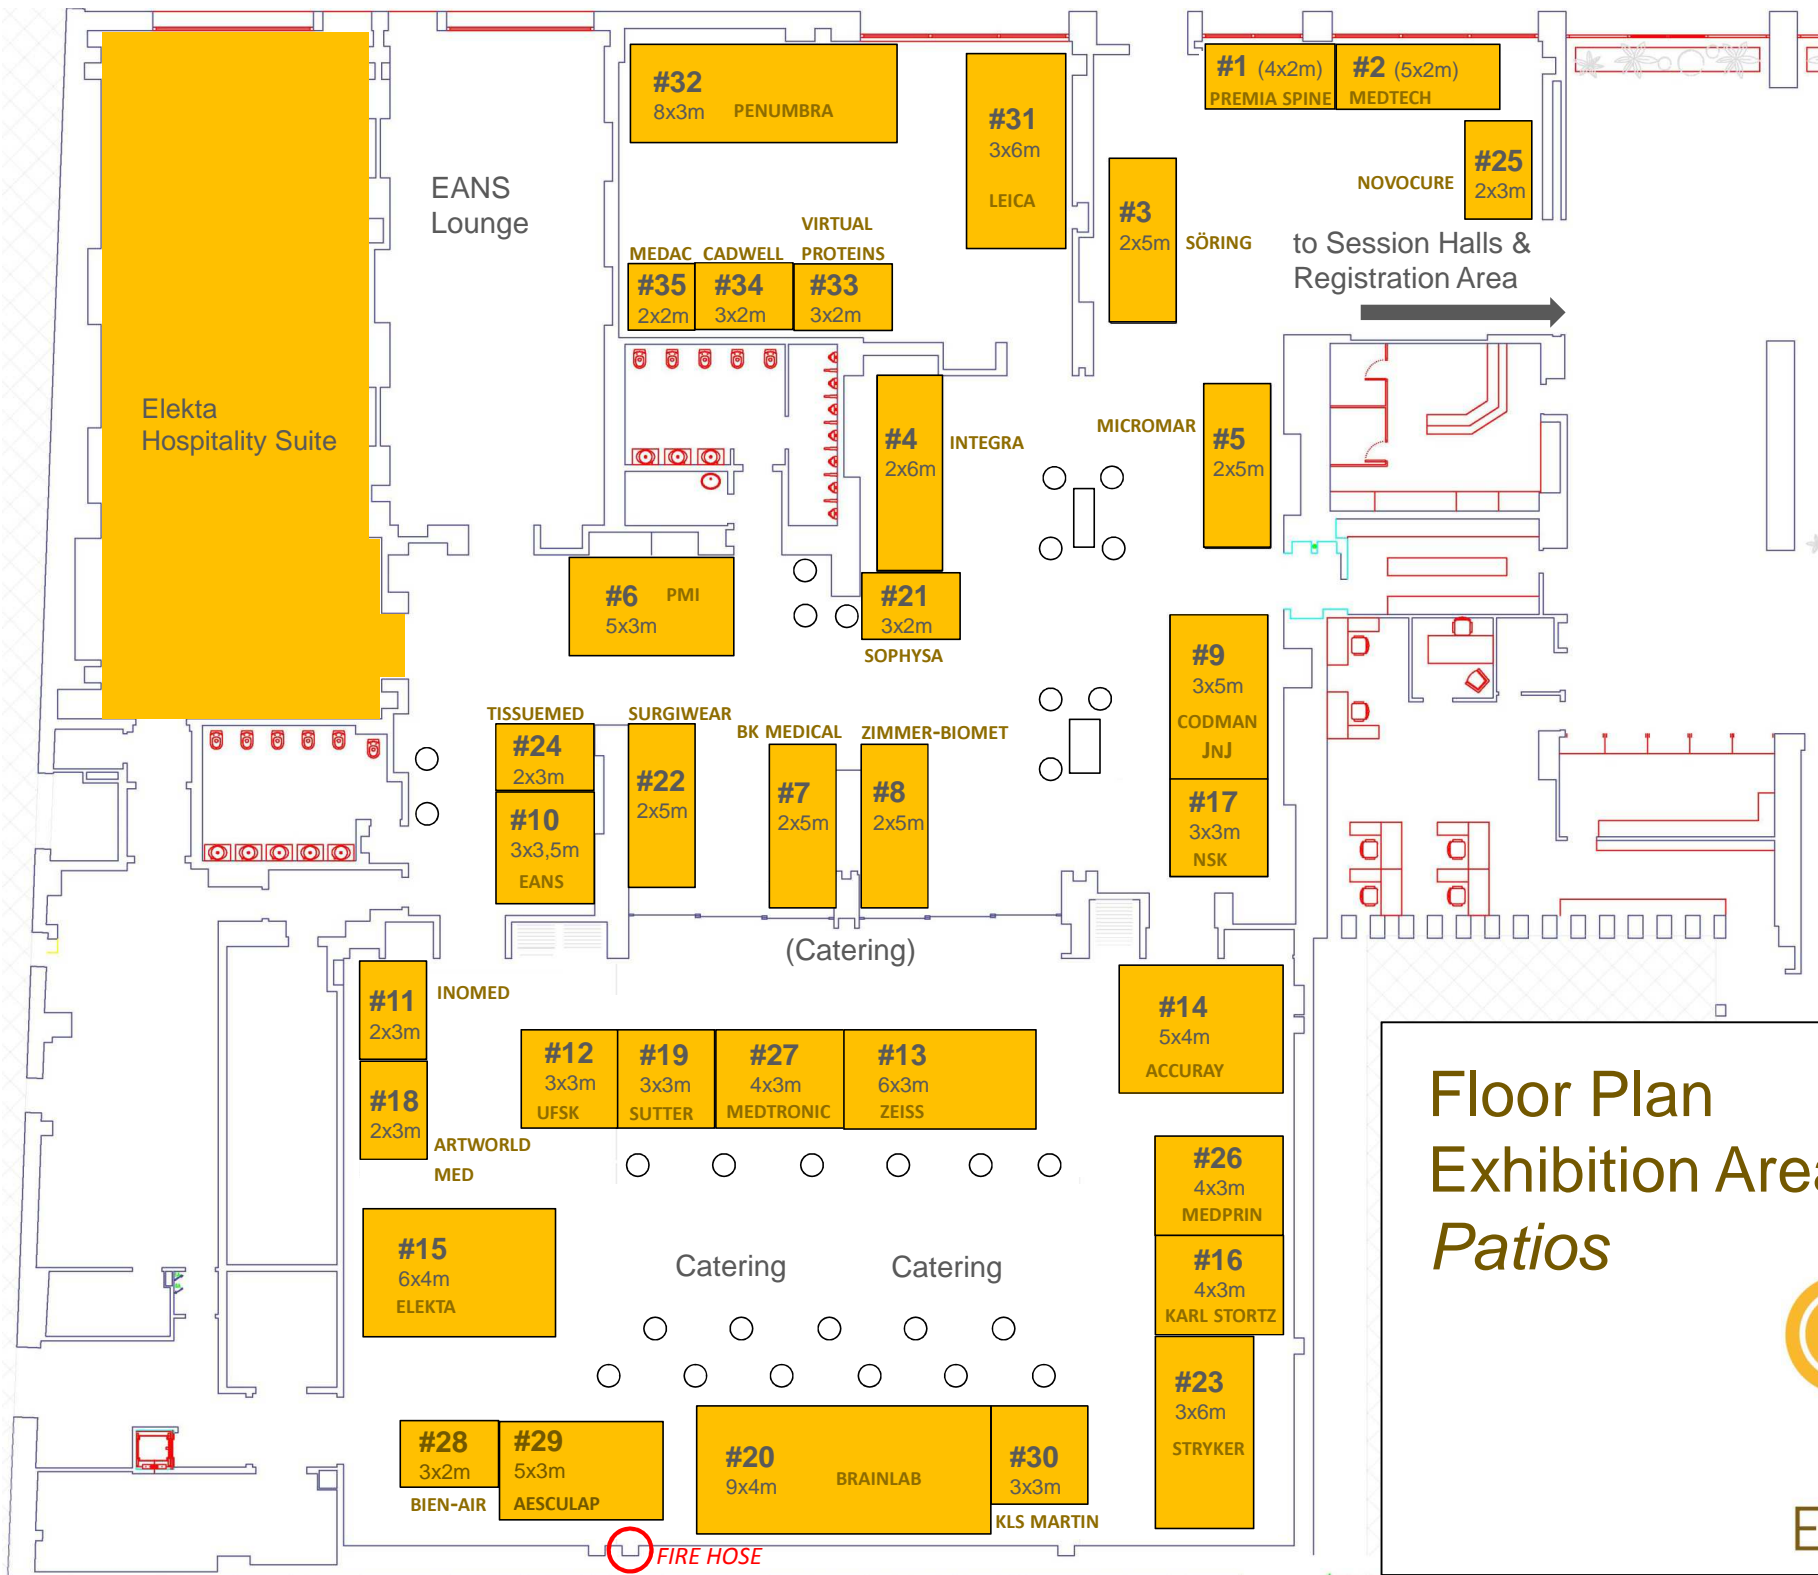 #32
8x3m PENUMBRA
#31
3x6m
LEICA
#1 (4x2m)
PREMIA SPINE
#2 (5x2m)
MEDTECH
#25
2x3m
NOVOCURE
EANS
Lounge
#3
2x5m
SÖRING
to Session Halls &
Registration Area
MEDAC
#35
2x2m
CADWELL
#34
3x2m
VIRTUAL
PROTEINS
#33
3x2m
Elekta
Hospitality Suite
#4
2x6m
INTEGRA
MICROMAR
#5
2x5m
#6 PMI
5x3m
#21
3x2m
SOPHYSA
#9
3x5m
CODMAN
JNJ
TISSUEMED
#24
2x3m
SURGIWEAR
#22
2x5m
BK MEDICAL
#7
2x5m
ZIMMER-BIOMET
#8
2x5m
#10
3x3,5m
EANS
#17
3x3m
NSK
(Catering)
#11
2x3m
INOMED
#18
2x3m
ARTWORLD
MED
#12
3x3m
UFSK
#19
3x3m
SUTTER
#27
4x3m
MEDTRONIC
#13
6x3m
ZEISS
#14
5x4m
ACCURAY
#26
4x3m
MEDPRIN
#15
6x4m
ELEKTA
Catering
Catering
#16
4x3m
KARL STORTZ
#23
3x6m
STRYKER
#28
3x2m
BIEN-AIR
#29
5x3m
AESCULAP
#20
9x4m BRAINLAB
#30
3x3m
KLS MARTIN
FIRE HOSE
Floor Plan
Exhibition Area
Patios
E